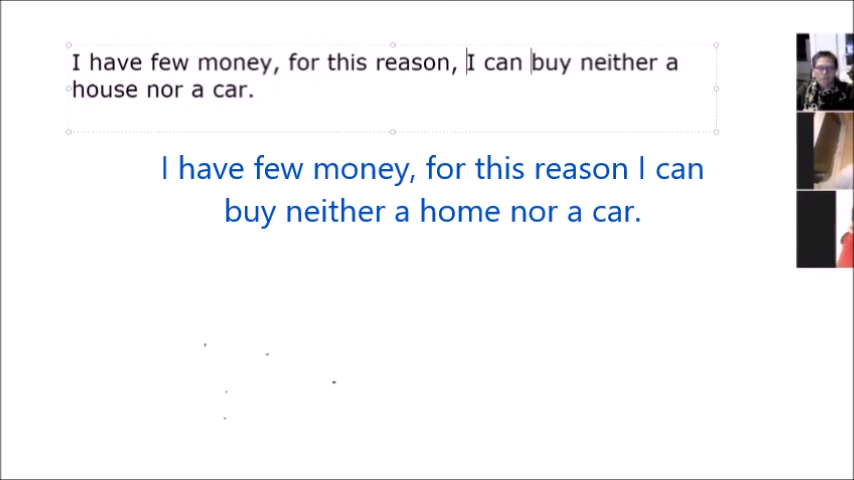 I have few money, for this reason, I can buy neither a
house nor a car.
I have few money, for this reason I can
buy neither a home nor a car.